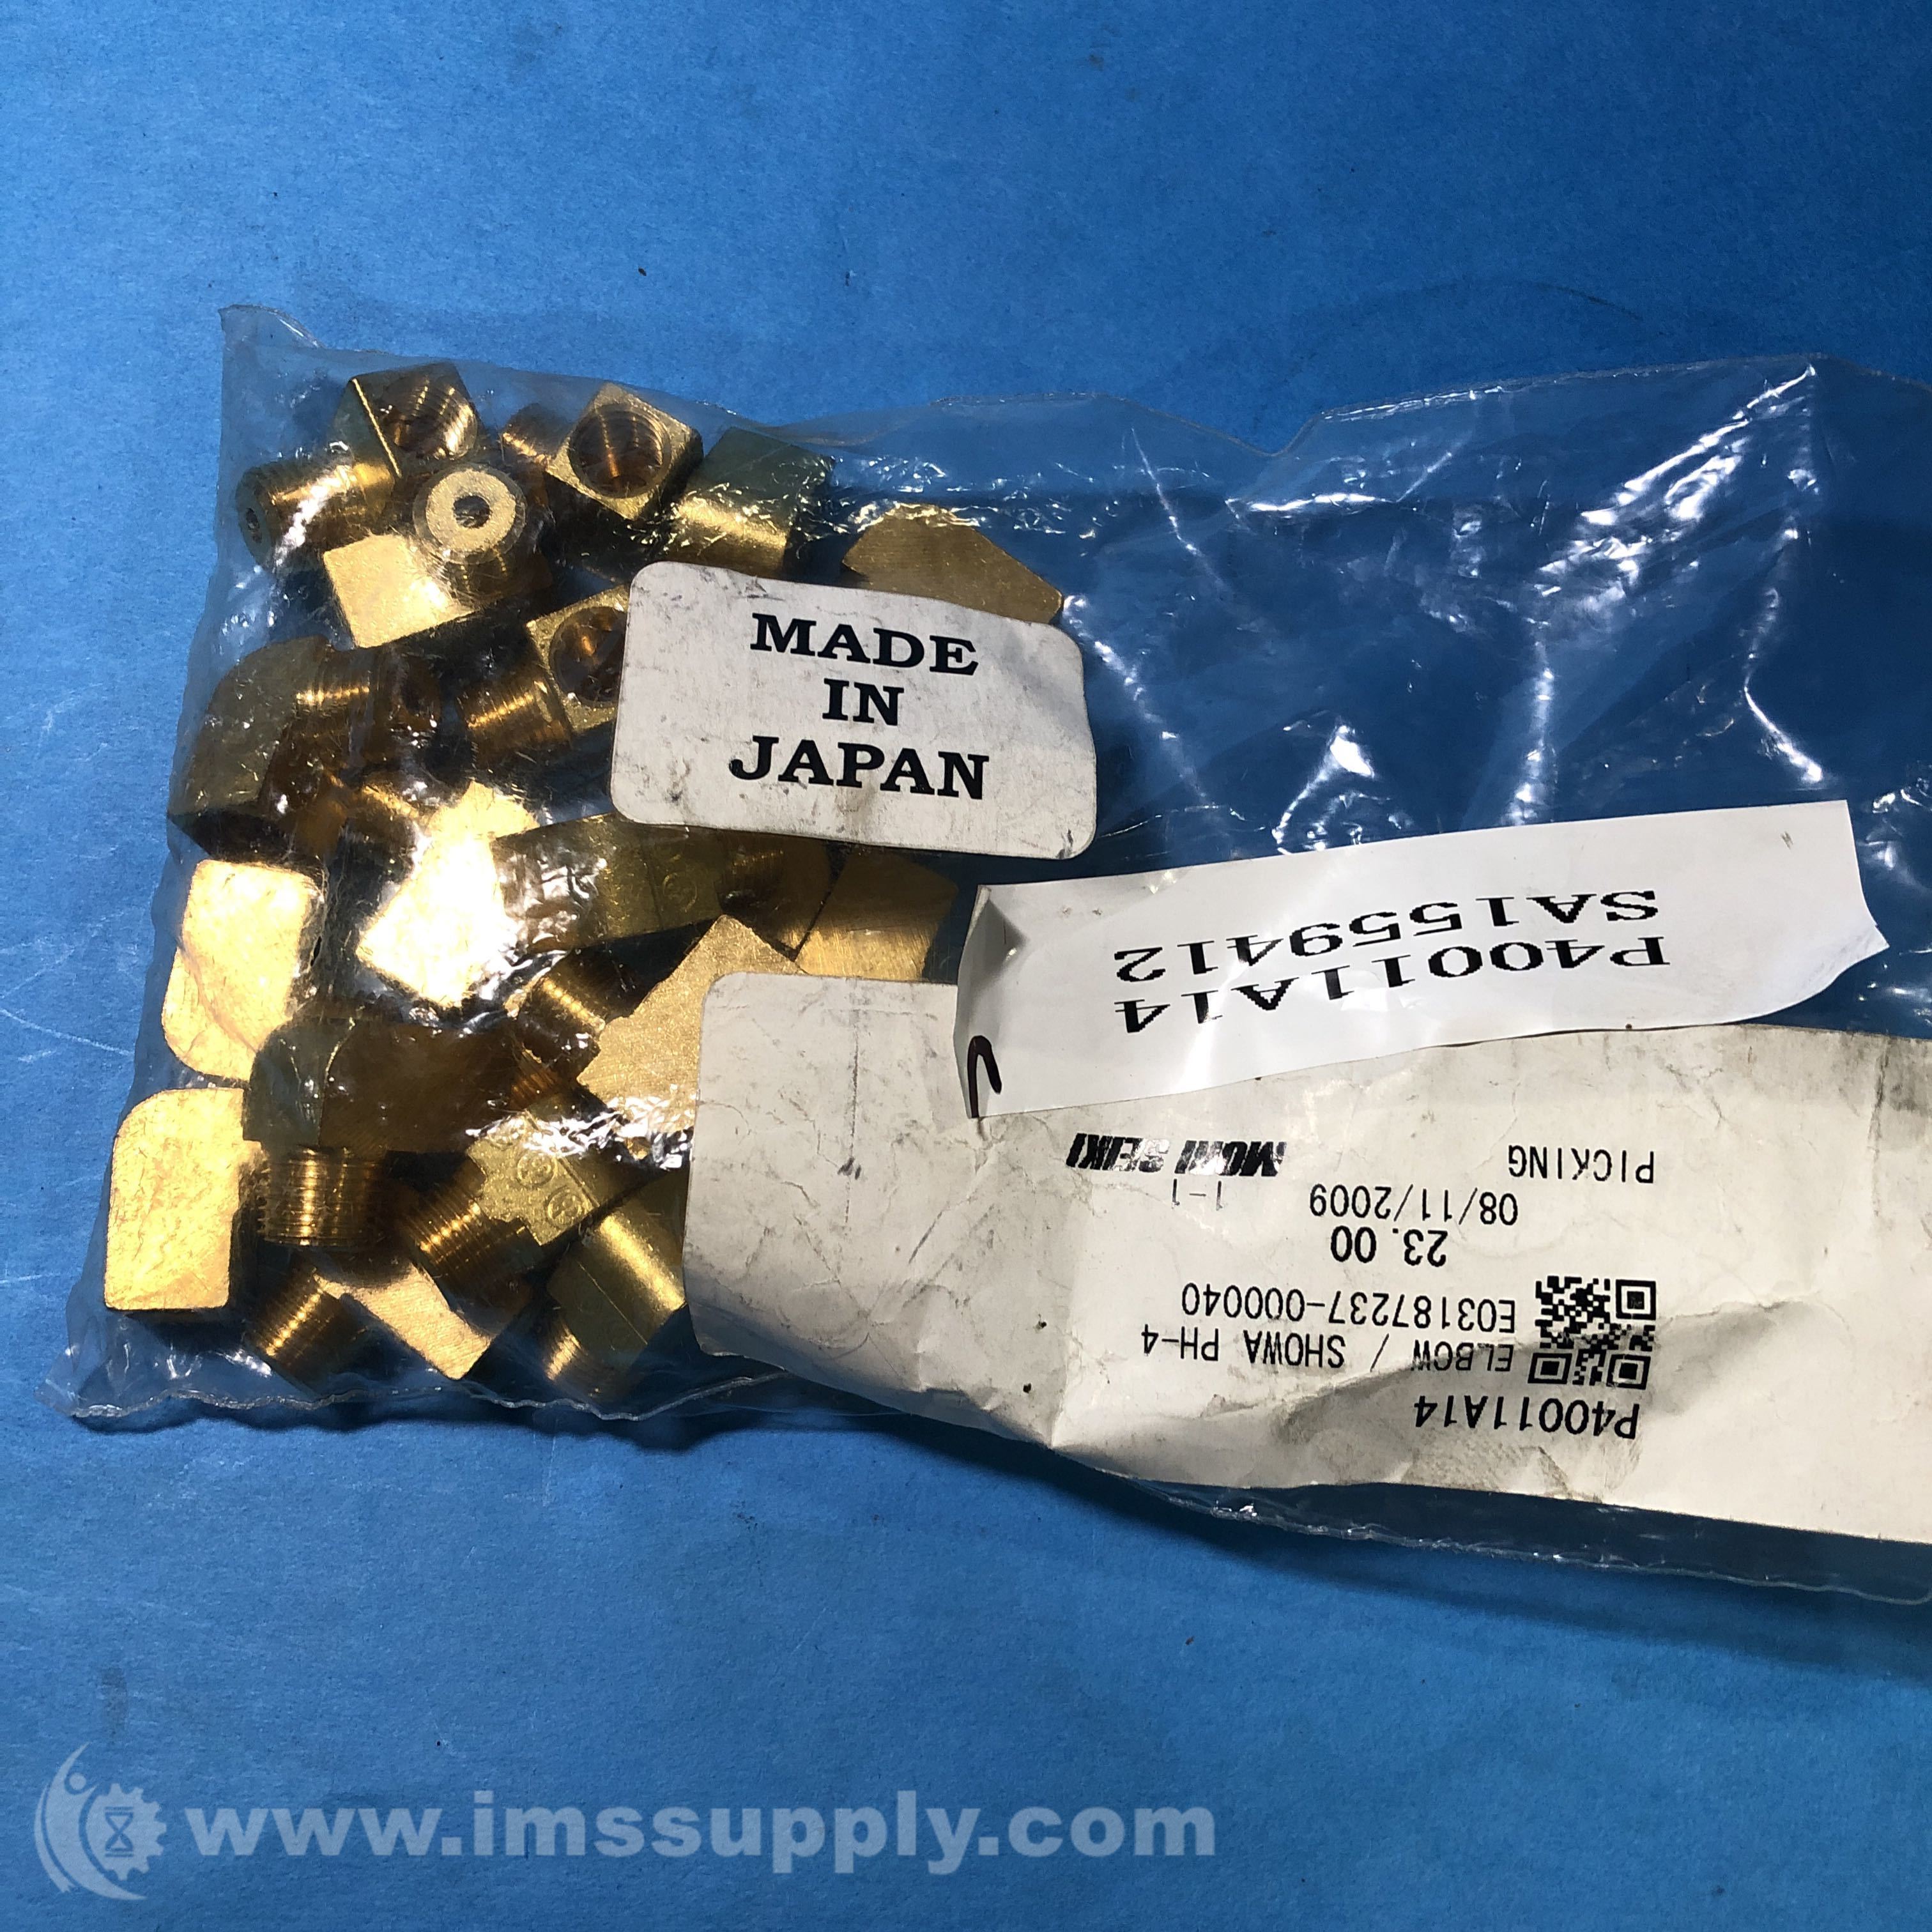 MADE
IN
JAPAN
P40011A14
SA1559412
P40011A14
ELBOW / SHOWA PH-4
E03187237-000040
23.00
08/11/2009 1-1
PICKING MORI SEIKI
www.imssupply.com